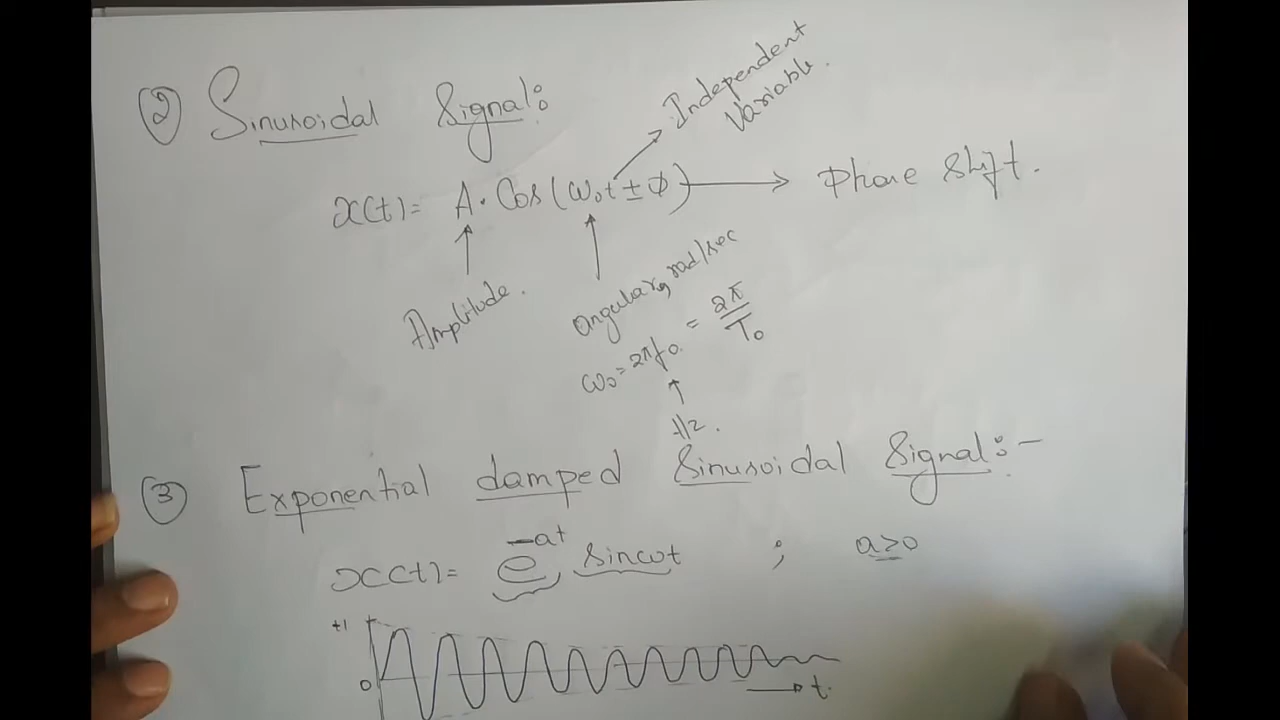 ② Sinusoidal Signal:
Independent
Variable.
x(t) = A · Cos(ω₀t ± φ) → Phase Shift.
Amplitude.
angular, rad/sec
ω₀ = 2πf₀ = 2π/T₀
Hz.
③ Exponential damped Sinusoidal Signal:-
x(t) = e^-at sinωt ; a>0
+1
0
t.